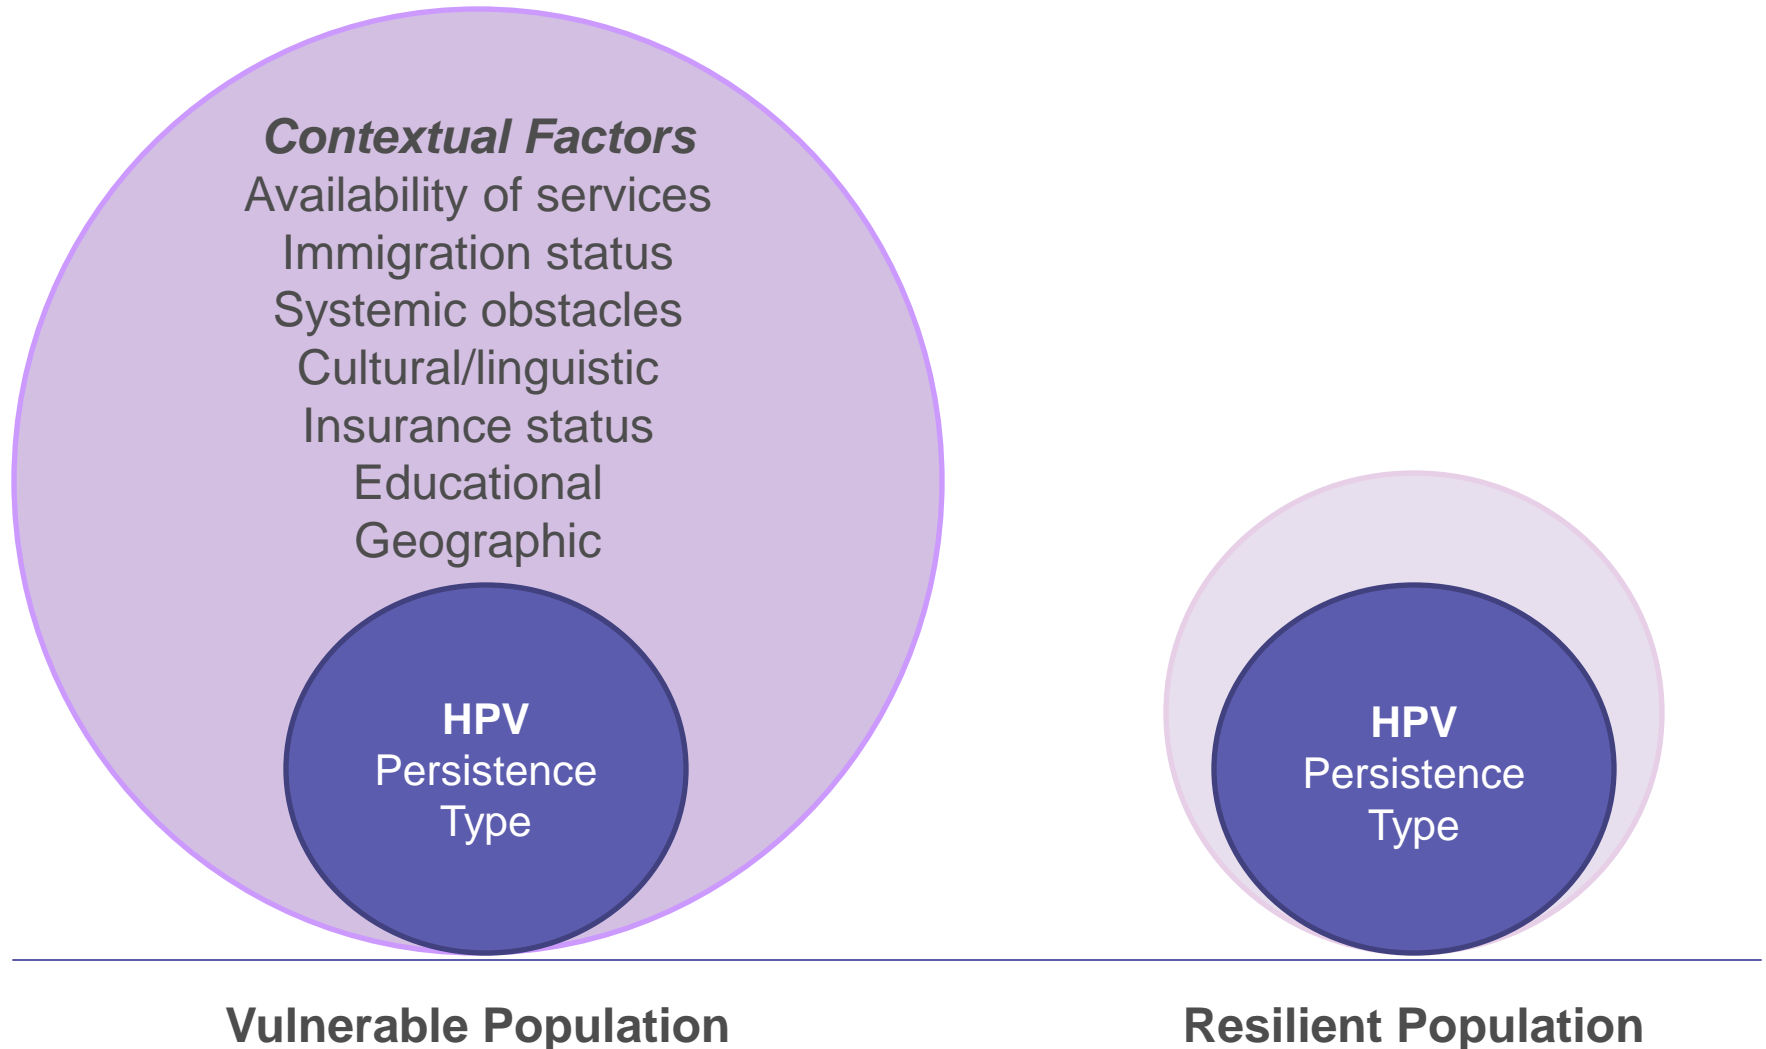 Contextual Factors
Availability of services
Immigration status
Systemic obstacles
Cultural/linguistic
Insurance status
Educational
Geographic
HPV
Persistence
Type
HPV
Persistence
Type
Vulnerable Population
Resilient Population